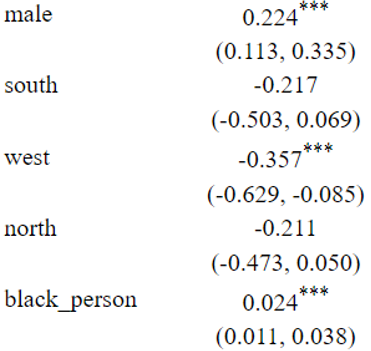 male 0.224***
(0.113, 0.335)
south -0.217
(-0.503, 0.069)
west -0.357***
(-0.629, -0.085)
north -0.211
(-0.473, 0.050)
black_person 0.024***
(0.011, 0.038)